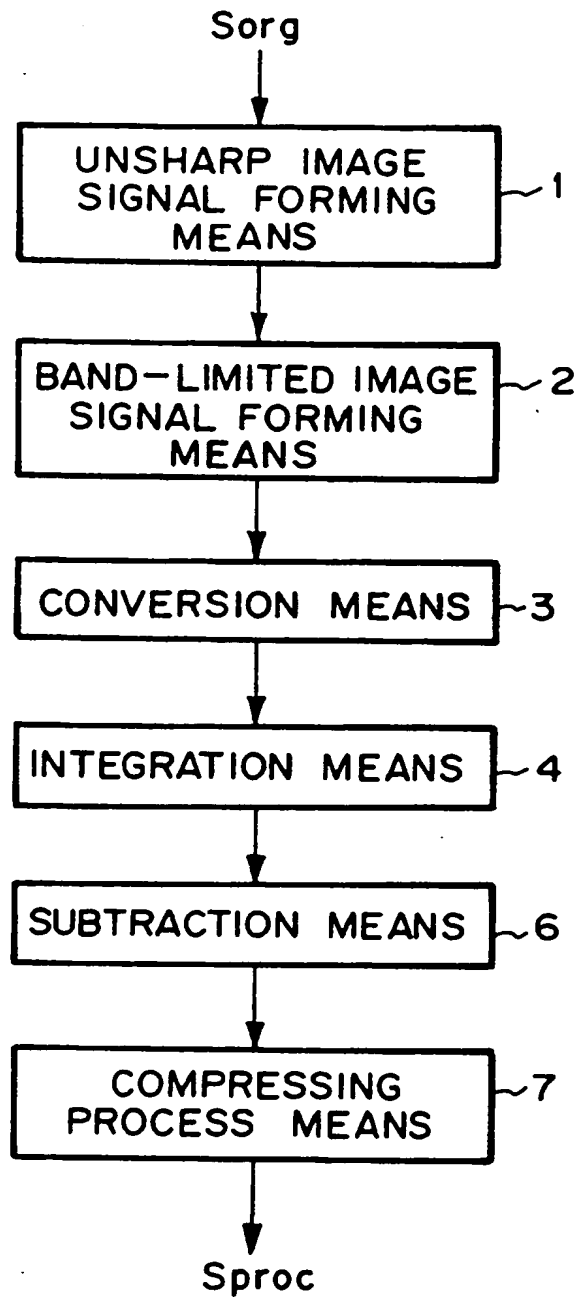 Sorg
UNSHARP IMAGE
SIGNAL FORMING
MEANS
1
BAND-LIMITED IMAGE
SIGNAL FORMING
MEANS
2
CONVERSION MEANS
3
INTEGRATION MEANS
4
SUBTRACTION MEANS
6
COMPRESSING
PROCESS MEANS
7
Sproc